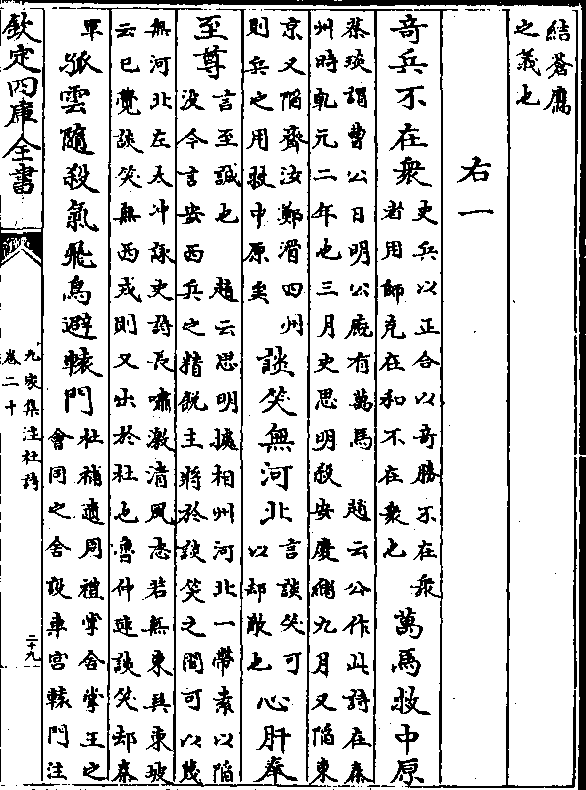 結蒼鷹
之義也
右一
奇兵不在衆
史兵以正合以奇勝不在衆
者用師克在和不在衆也
萬馬救中原
蔡琰謂曹公曰明公廐有萬馬 趙云公作此詩在秦
州時乾元二年也三月史思明殺安慶緒九月又陷東
京又陷齊汝鄭滑四州
則兵之用救中原矣
談笑無河北
言談笑可
以却敵也
心肝奉
至尊
言至誠也 趙云思明據相州河北一帶素以陷
沒今言安西兵之精銳主將於談笑之間可以蔑
無河北左太冲詠史詩長嘯激清風志若無東吳東坡
云已覺談笑無西戎則又出於杜也魯仲連談笑却秦
軍
孤雲隨殺氣飛鳥避轅門
杜補遺周禮掌舍掌王之
會同之舍設車宫轅門注
欽定四庫全書
九家集注杜詩
卷二十
二十九